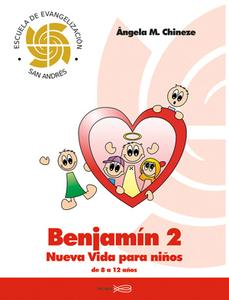 ESCUELA DE EVANGELIZACIÓN
SAN ANDRÉS
Ángela M. Chineze
Benjamín 2
Nueva Vida para niños
de 8 a 12 años